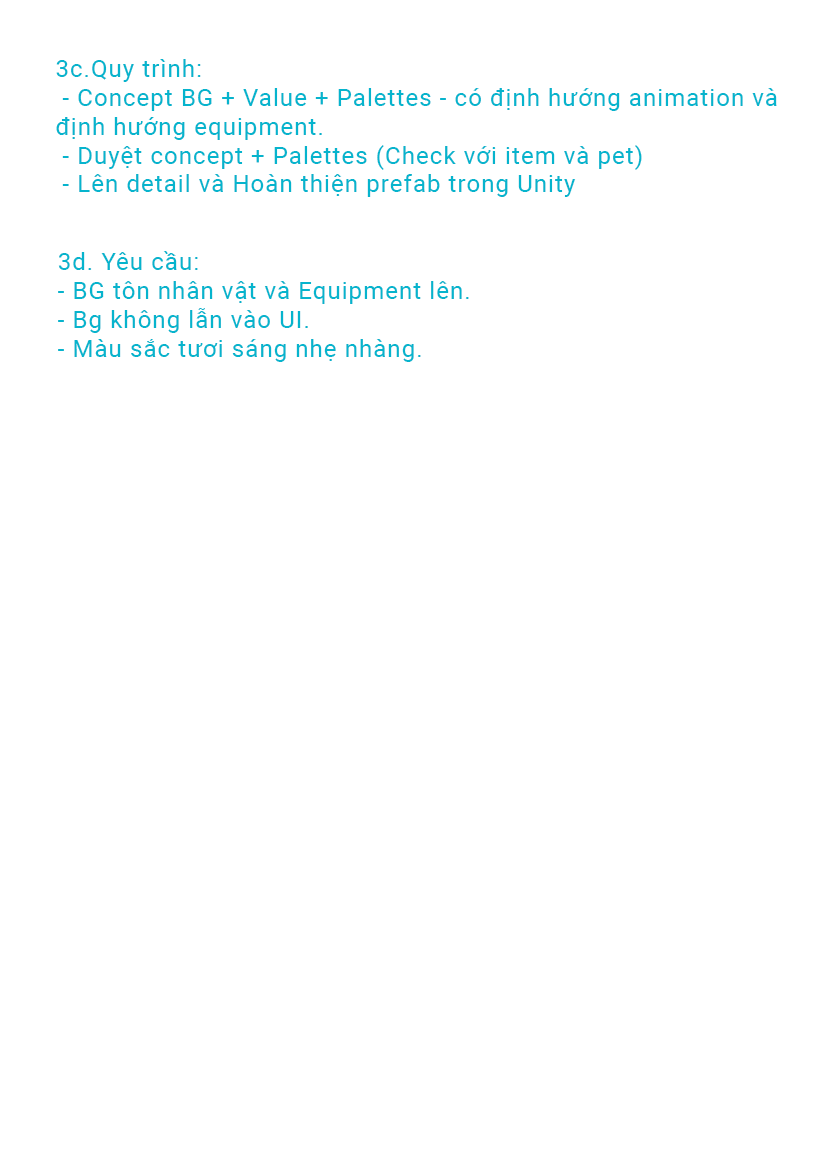 3c.Quy trình:
- Concept BG + Value + Palettes - có định hướng animation và
định hướng equipment.
- Duyệt concept + Palettes (Check với item và pet)
- Lên detail và Hoàn thiện prefab trong Unity
3d. Yêu cầu:
- BG tôn nhân vật và Equipment lên.
- Bg không lẫn vào UI.
- Màu sắc tươi sáng nhẹ nhàng.